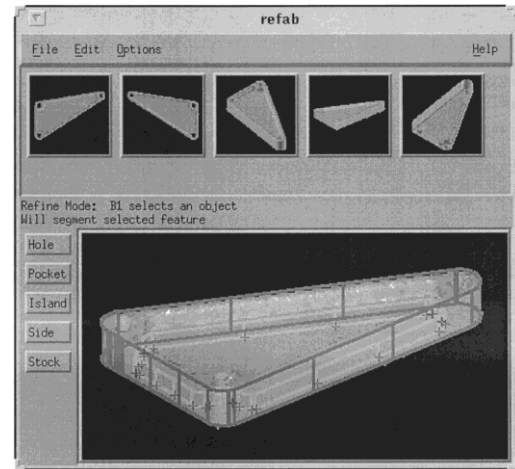 refab
File Edit Options Help
Refine Mode: B1 selects an object
Will segment selected feature
Hole
Pocket
Island
Side
Stock